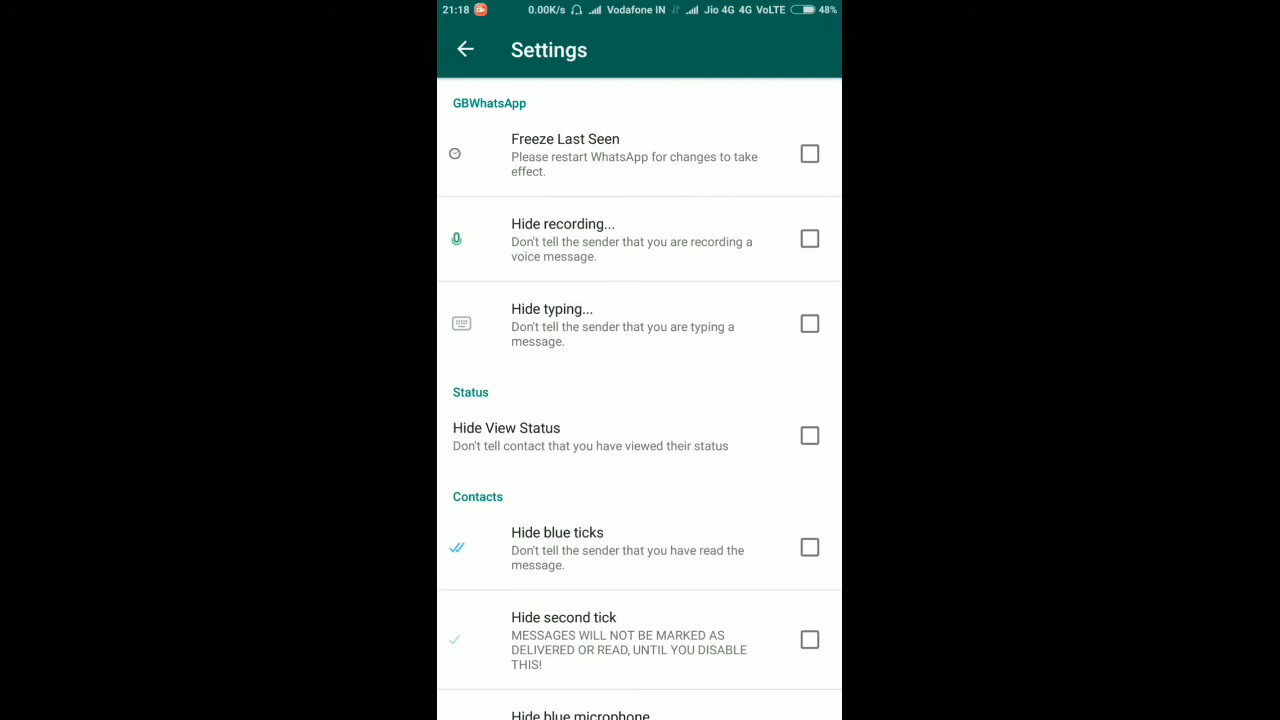 21:18 0.00K/s Vodafone IN Jio 4G 4G VoLTE 48%
Settings
GBWhatsApp
Freeze Last Seen
Please restart WhatsApp for changes to take
effect.
Hide recording...
Don't tell the sender that you are recording a
voice message.
Hide typing...
Don't tell the sender that you are typing a
message.
Status
Hide View Status
Don't tell contact that you have viewed their status
Contacts
Hide blue ticks
Don't tell the sender that you have read the
message.
Hide second tick
MESSAGES WILL NOT BE MARKED AS
DELIVERED OR READ, UNTIL YOU DISABLE
THIS!
Hide blue microphone